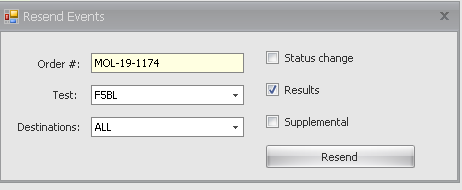 Resend Events
Order #: MOL-19-1174
Test: F5BL
Destinations: ALL
Status change
Results
Supplemental
Resend